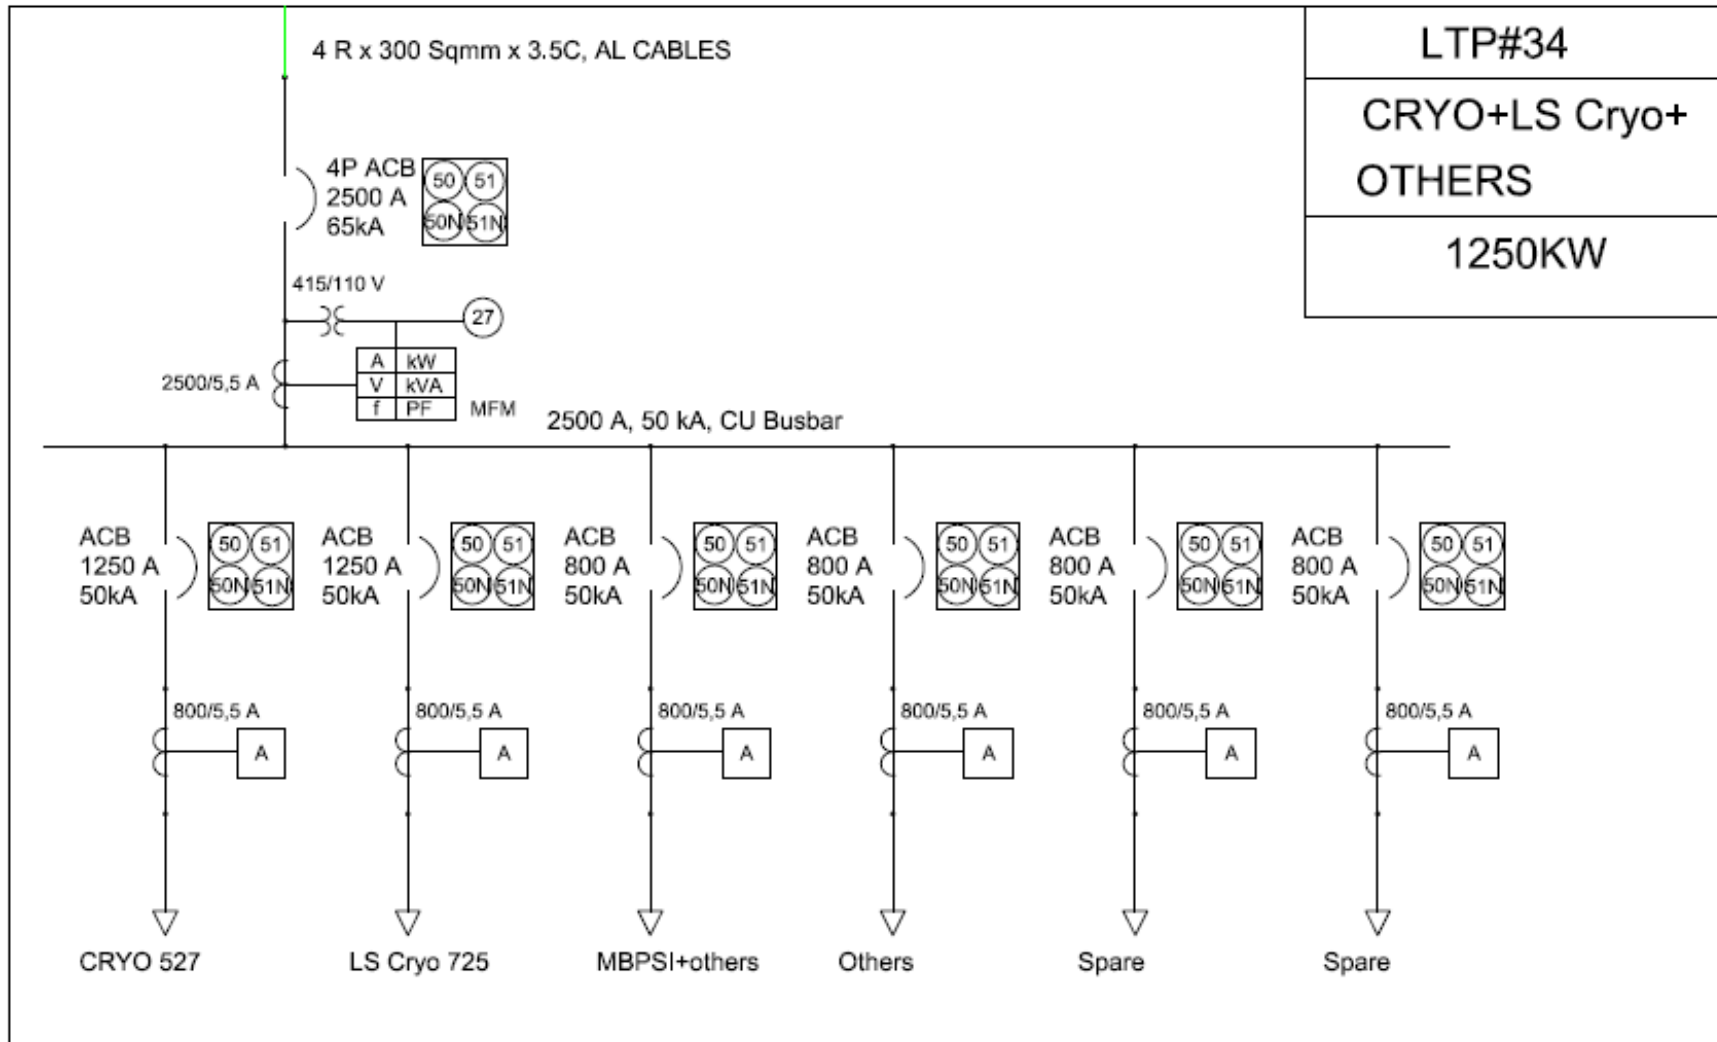 4 R x 300 Sqmm x 3.5C, AL CABLES
LTP#34
CRYO+LS Cryo+
OTHERS
1250KW
4P ACB
2500 A
65kA
50 51
50N 51N
415/110 V
27
2500/5,5 A
A kW
V kVA
f PF
MFM
2500 A, 50 kA, CU Busbar
ACB
1250 A
50kA
50 51
50N 51N
ACB
1250 A
50kA
50 51
50N 51N
ACB
800 A
50kA
50 51
50N 51N
ACB
800 A
50kA
50 51
50N 51N
ACB
800 A
50kA
50 51
50N 51N
ACB
800 A
50kA
50 51
50N 51N
800/5,5 A
A
800/5,5 A
A
800/5,5 A
A
800/5,5 A
A
800/5,5 A
A
800/5,5 A
A
CRYO 527
LS Cryo 725
MBPSI+others
Others
Spare
Spare